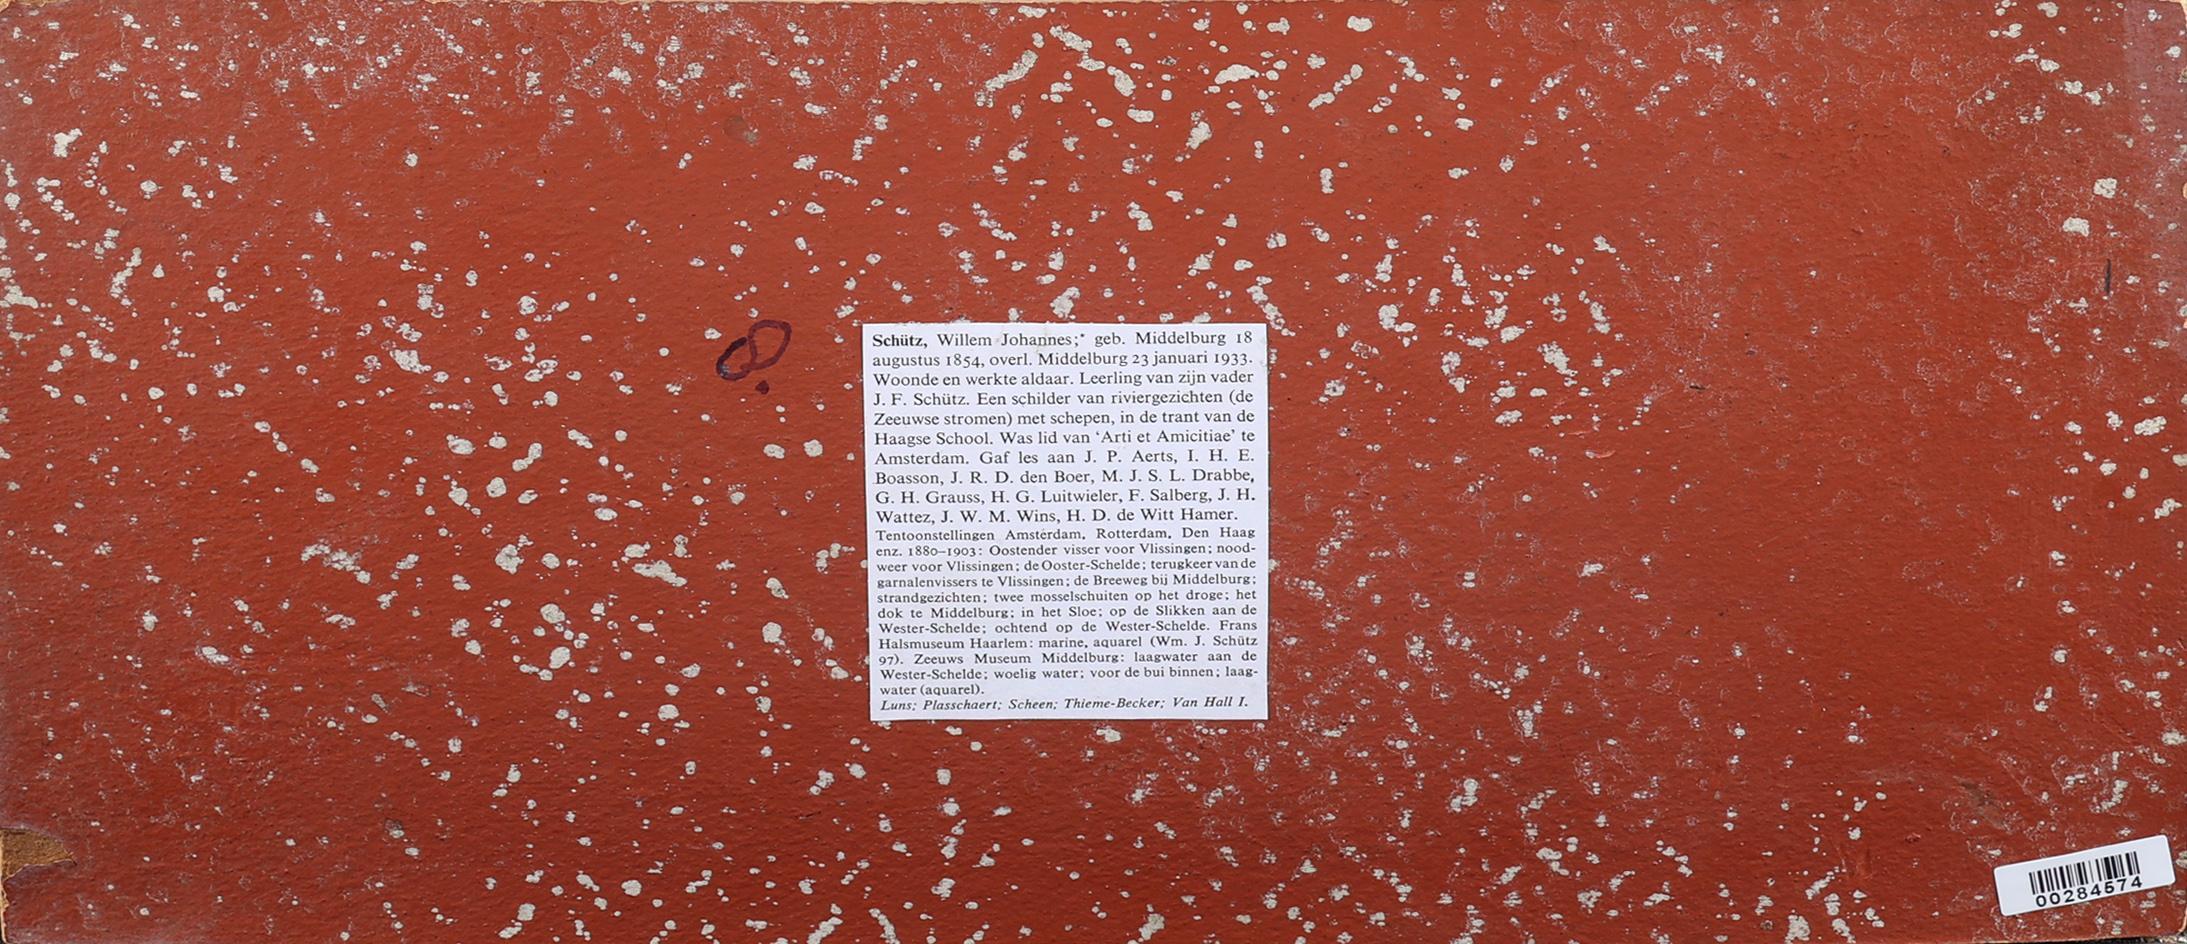 Schütz, Willem Johannes;* geb. Middelburg 18
augustus 1854, overl. Middelburg 23 januari 1933.
Woonde en werkte aldaar. Leerling van zijn vader
J. F. Schütz. Een schilder van riviergezichten (de
Zeeuwse stromen) met schepen, in de trant van de
Haagse School. Was lid van ‘Arti et Amicitiae’ te
Amsterdam. Gaf les aan J. P. Aerts, I. H. E.
Boasson, J. R. D. den Boer, M. J. S. L. Drabbe,
G. H. Grauss, H. G. Luitwieler, F. Salberg, J. H.
Wattez, J. W. M. Wins, H. D. de Witt Hamer.
Tentoonstellingen Amsterdam, Rotterdam, Den Haag
enz. 1880–1903: Oostender visser voor Vlissingen; nood-
weer voor Vlissingen; de Ooster-Schelde; terugkeer van de
garnalenvissers te Vlissingen; de Breeweg bij Middelburg;
strandgezichten; twee mosselschuiten op het droge; het
dok te Middelburg; in het Sloe; op de Slikken aan de
Wester-Schelde; ochtend op de Wester-Schelde. Frans
Halsmuseum Haarlem: marine, aquarel (Wm. J. Schütz
97). Zeeuws Museum Middelburg: laagwater aan de
Wester-Schelde; woelig water; voor de bui binnen; laag-
water (aquarel).
Luns; Plasschaert; Scheen; Thieme-Becker; Van Hall I.
00284574